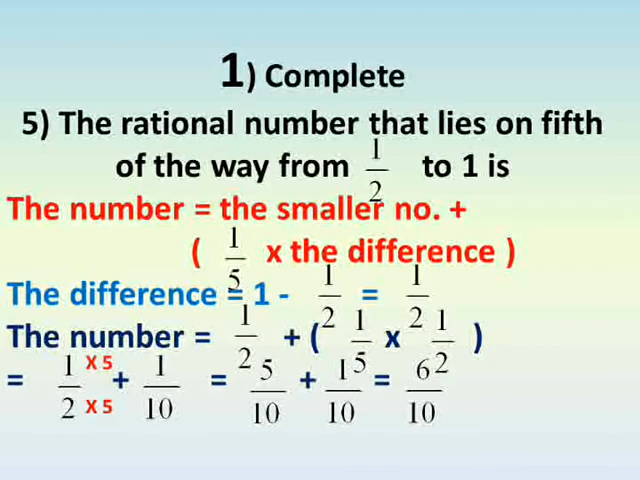 1) Complete
5) The rational number that lies on fifth
of the way from 1/2 to 1 is
The number = the smaller no. +
( 1/5 x the difference )
The difference = 1 - 1/2 = 1/2
The number = 1/2 + ( 1/5 x 1/2 )
= 1/2 X 5 X 5 + 1/10 = 5/10 + 1/10 = 6/10